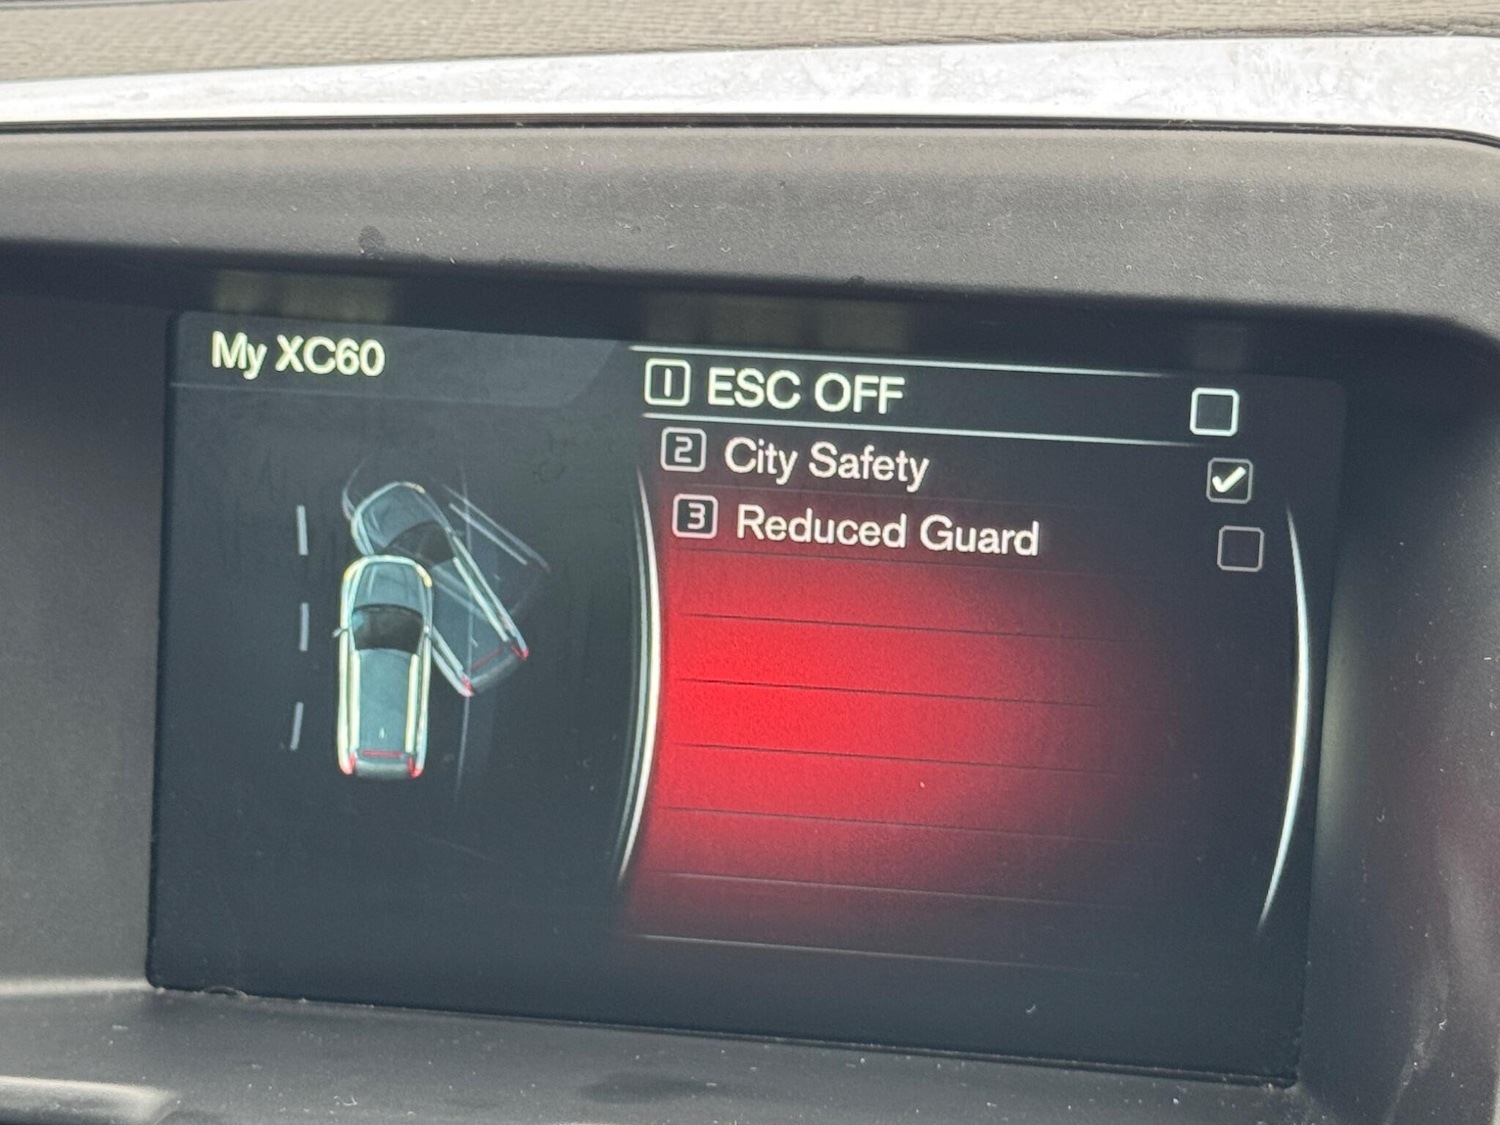 My XC60
1 ESC OFF
2 City Safety
3 Reduced Guard